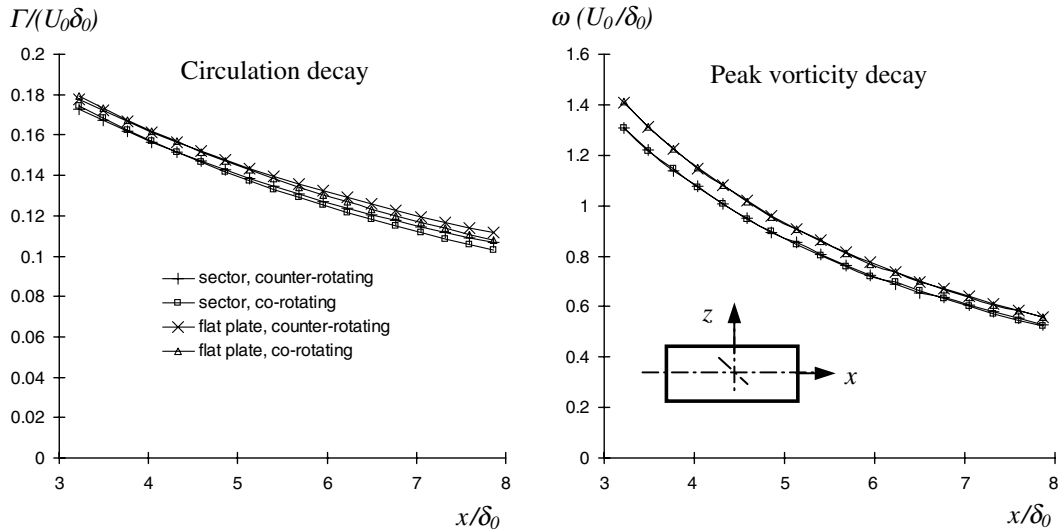 Γ/(U₀δ₀)
Circulation decay
0.2
0.18
0.16
0.14
0.12
0.1
0.08
0.06
0.04
0.02
0
sector, counter-rotating
sector, co-rotating
flat plate, counter-rotating
flat plate, co-rotating
3 4 5 6 7 8
x/δ₀
ω (U₀/δ₀)
Peak vorticity decay
1.6
1.4
1.2
1
0.8
0.6
0.4
0.2
0
z
x
3 4 5 6 7 8
x/δ₀